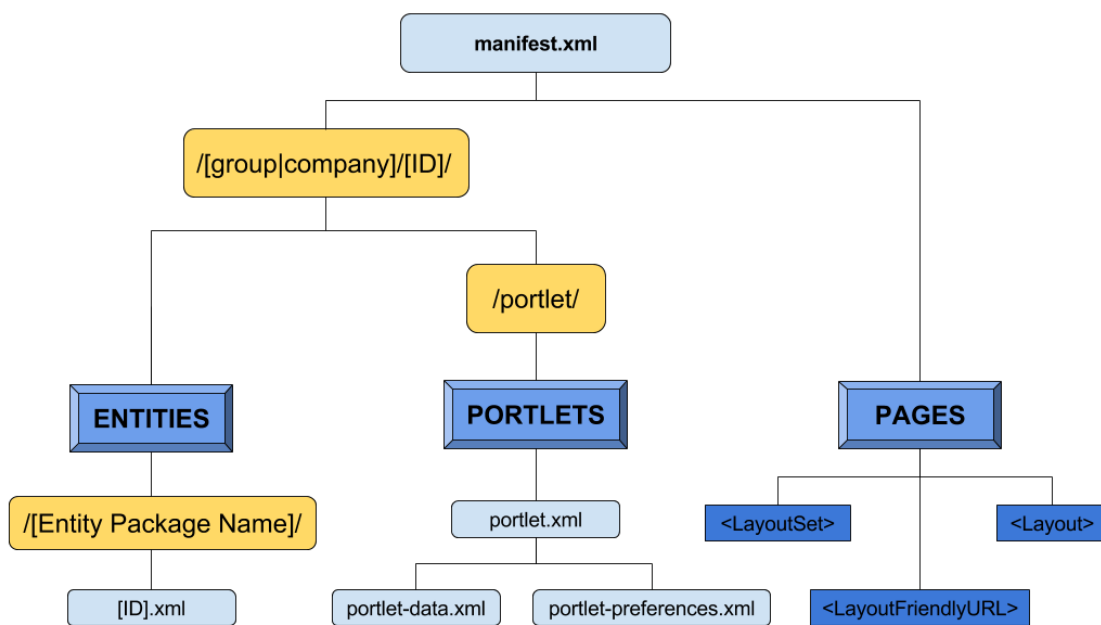 manifest.xml
/[group|company]/[ID]/
/portlet/
ENTITIES
PORTLETS
PAGES
/[Entity Package Name]/
portlet.xml
<LayoutSet>
<Layout>
[ID].xml
portlet-data.xml
portlet-preferences.xml
<LayoutFriendlyURL>